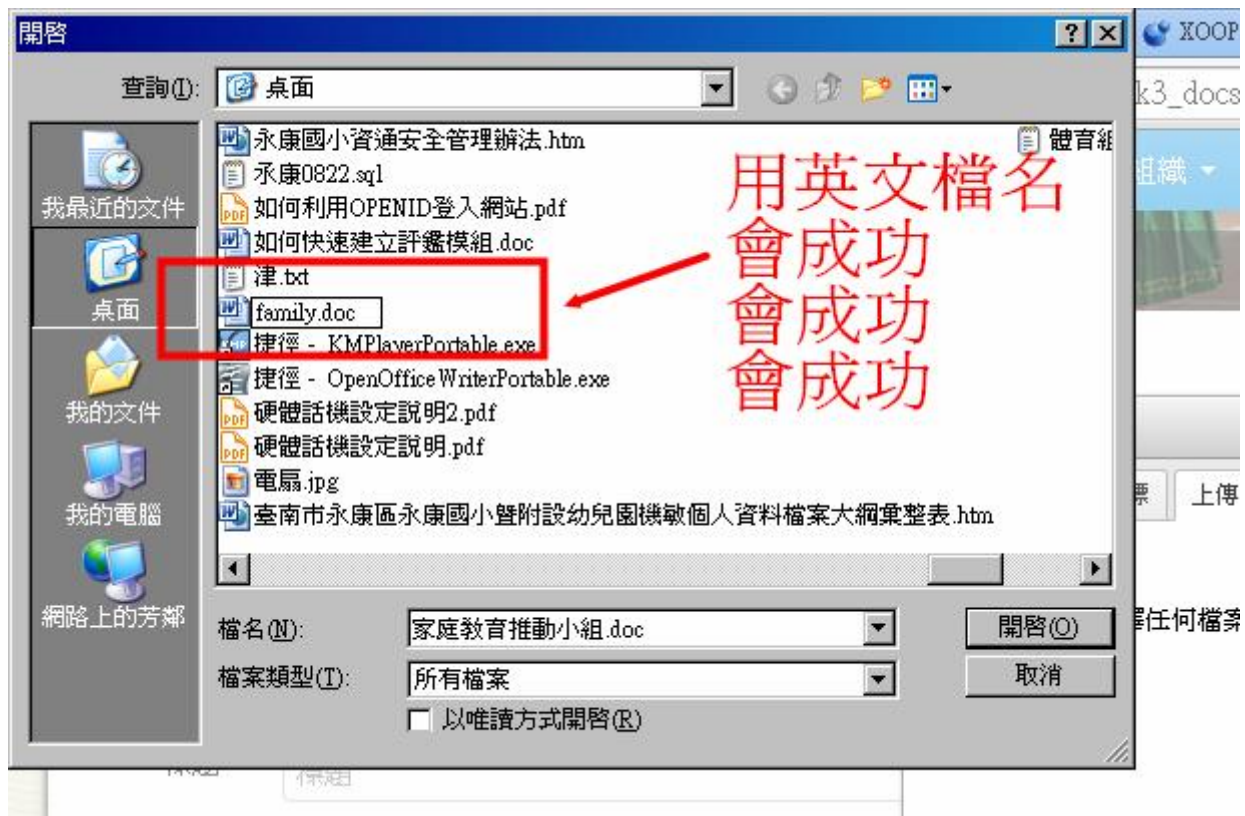 開啓
XOOP
查詢(I):
桌面
k3_docs
我最近的文件
桌面
我的文件
我的電腦
網路上的芳鄰
永康國小資通安全管理辦法.htm
永康0822.sql
如何利用OPENID登入網站.pdf
如何快速建立評鑑模組.doc
津.txt
family.doc
捷徑 - KMPlayerPortable.exe
捷徑 - OpenOffice WriterPortable.exe
硬體話機設定說明2.pdf
硬體話機設定說明.pdf
電扇.jpg
臺南市永康區永康國小暨附設幼兒園機敏個人資料檔案大綱彙整表.htm
體育組
用英文檔名
會成功
會成功
會成功
組織
上傳
檔名(N):
家庭教育推動小組.doc
開啓(O)
擇任何檔案
檔案類型(T):
所有檔案
取消
以唯讀方式開啓(R)
標題